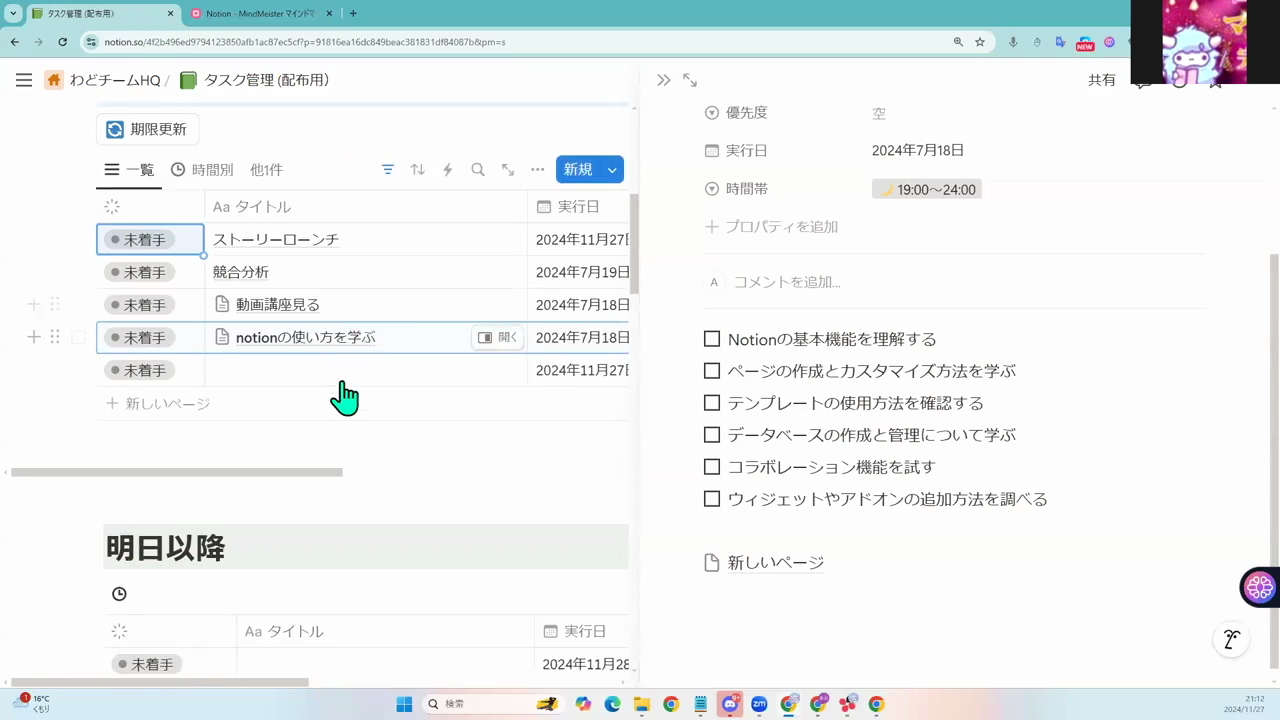 タスク管理 (配布用)
Notion - MindMeister マインドマ
notion.so/4f2b496ed9794123850afb1ac87ec5cf?p=91816ea16dc849beac381831df84087b&pm=s
NEW
わどチームHQ / タスク管理 (配布用)
共有
期限更新
一覧 時間別 他1件
新規
Aa タイトル 実行日
未着手 ストーリーローンチ 2024年11月27日
未着手 競合分析 2024年7月19日
未着手 動画講座見る 2024年7月18日
未着手 notionの使い方を学ぶ 開く 2024年7月18日
未着手 2024年11月27日
新しいページ
明日以降
Aa タイトル 実行日
未着手 2024年11月28
優先度 空
実行日 2024年7月18日
時間帯 🌙 19:00〜24:00
プロパティを追加
A コメントを追加...
Notionの基本機能を理解する
ページの作成とカスタマイズ方法を学ぶ
テンプレートの使用方法を確認する
データベースの作成と管理について学ぶ
コラボレーション機能を試す
ウィジェットやアドオンの追加方法を調べる
新しいページ
1
16°C
くもり
検索
zm
21:12
2024/11/27